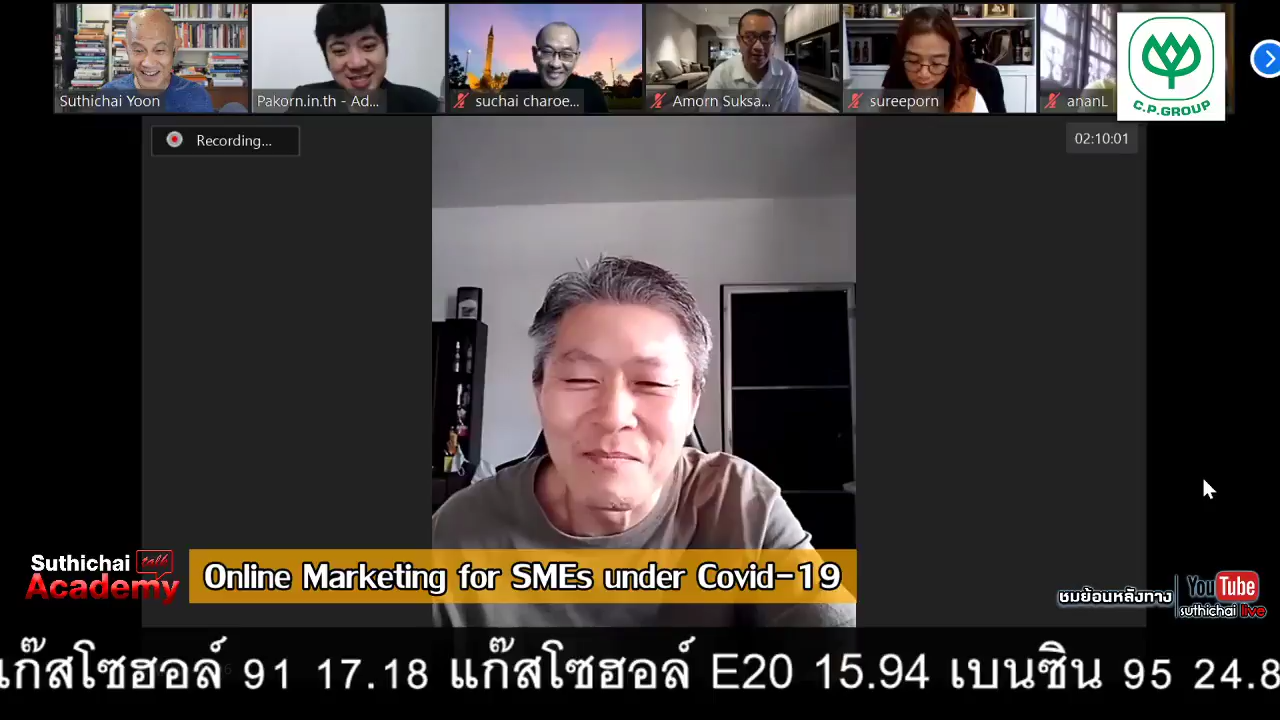 Suthichai Yoon
Pakorn.in.th - Ad...
suchai charoe...
Amorn Suksa...
sureeporn
ananL
C.P.GROUP
Recording...
02:10:01
Suthichai talk
Academy
Online Marketing for SMEs under Covid-19
ชมย้อนหลังทาง
YouTube
suthichai live
แก๊สโซฮอล์ 91 17.18 แก๊สโซฮอล์ E20 15.94 เบนซิน 95 24.8